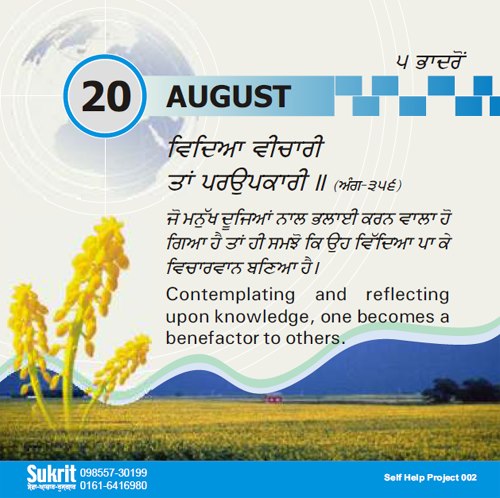 ੫ ਭਾਦਰੋਂ
20 AUGUST
ਵਿਦਿਆ ਵੀਚਾਰੀ
ਤਾਂ ਪਰਉਪਕਾਰੀ ॥ (ਅੰਗ-੩੫੬)
ਜੋ ਮਨੁੱਖ ਦੂਜਿਆਂ ਨਾਲ ਭਲਾਈ ਕਰਨ ਵਾਲਾ ਹੋ
ਗਿਆ ਹੈ ਤਾਂ ਹੀ ਸਮਝੋ ਕਿ ਉਹ ਵਿੱਦਿਆ ਪਾ ਕੇ
ਵਿਚਾਰਵਾਨ ਬਣਿਆ ਹੈ।
Contemplating and reflecting
upon knowledge, one becomes a
benefactor to others.
Sukrit 098557-30199
0161-6416980
Self Help Project 002